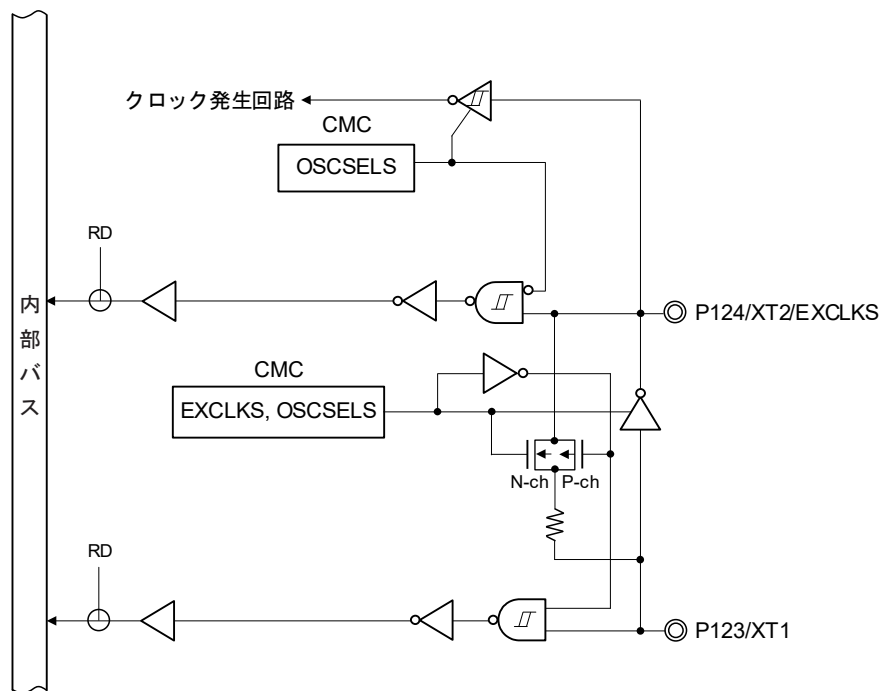 クロック発生回路
CMC
OSCSELS
RD
P124/XT2/EXCLKS
内部バス
CMC
EXCLKS, OSCSELS
N-ch
P-ch
RD
P123/XT1